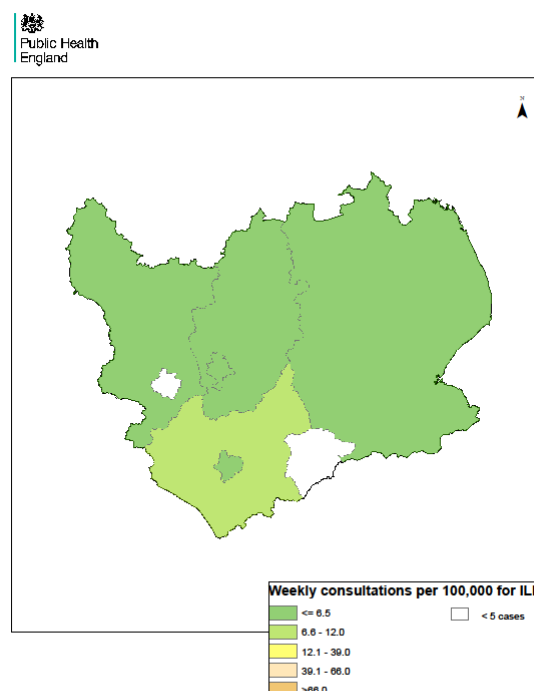 Public Health
England
N
Weekly consultations per 100,000 for ILI
<= 6.5
< 5 cases
6.6 - 12.0
12.1 - 39.0
39.1 - 66.0
>66.0